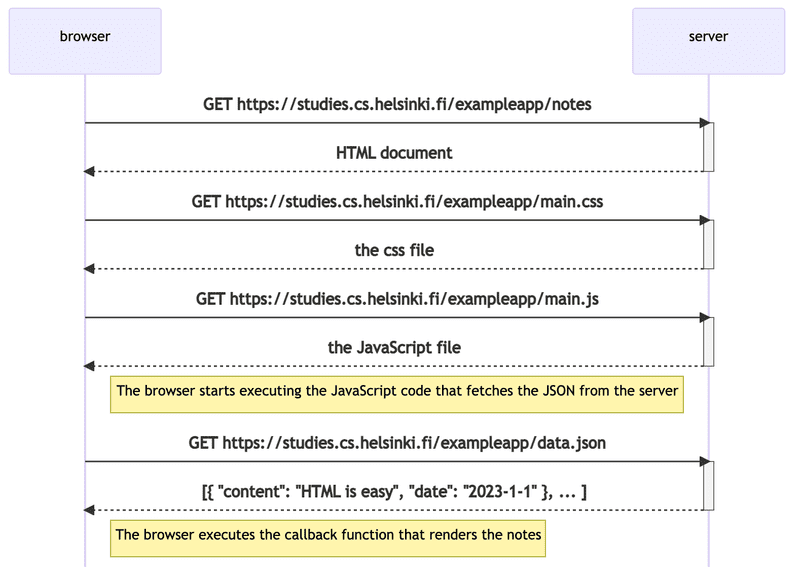 browser
server
GET https://studies.cs.helsinki.fi/exampleapp/notes
HTML document
GET https://studies.cs.helsinki.fi/exampleapp/main.css
the css file
GET https://studies.cs.helsinki.fi/exampleapp/main.js
the JavaScript file
The browser starts executing the JavaScript code that fetches the JSON from the server
GET https://studies.cs.helsinki.fi/exampleapp/data.json
[{ "content": "HTML is easy", "date": "2023-1-1" }, ... ]
The browser executes the callback function that renders the notes